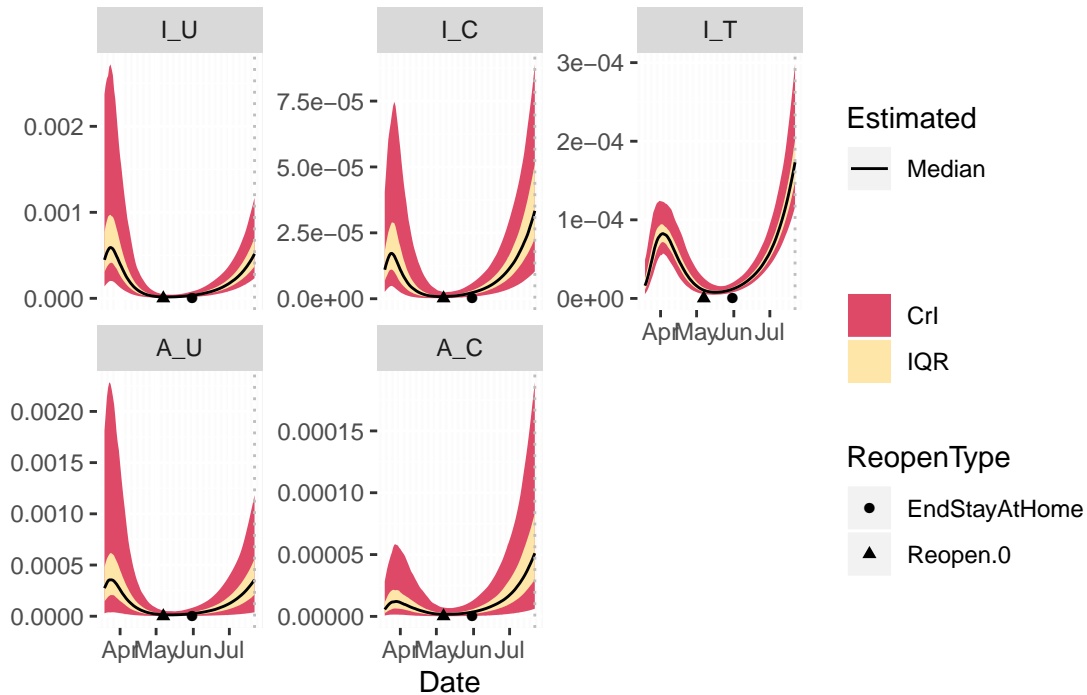 I_U
I_C
I_T
0.002
0.001
0.000
7.5e-05
5.0e-05
2.5e-05
0.0e+00
3e-04
2e-04
1e-04
0e+00
Apr May Jun Jul
A_U
A_C
0.0020
0.0015
0.0010
0.0005
0.0000
0.00015
0.00010
0.00005
0.00000
Apr May Jun Jul
Apr May Jun Jul
Date
Estimated
Median
CrI
IQR
ReopenType
EndStayAtHome
Reopen.0